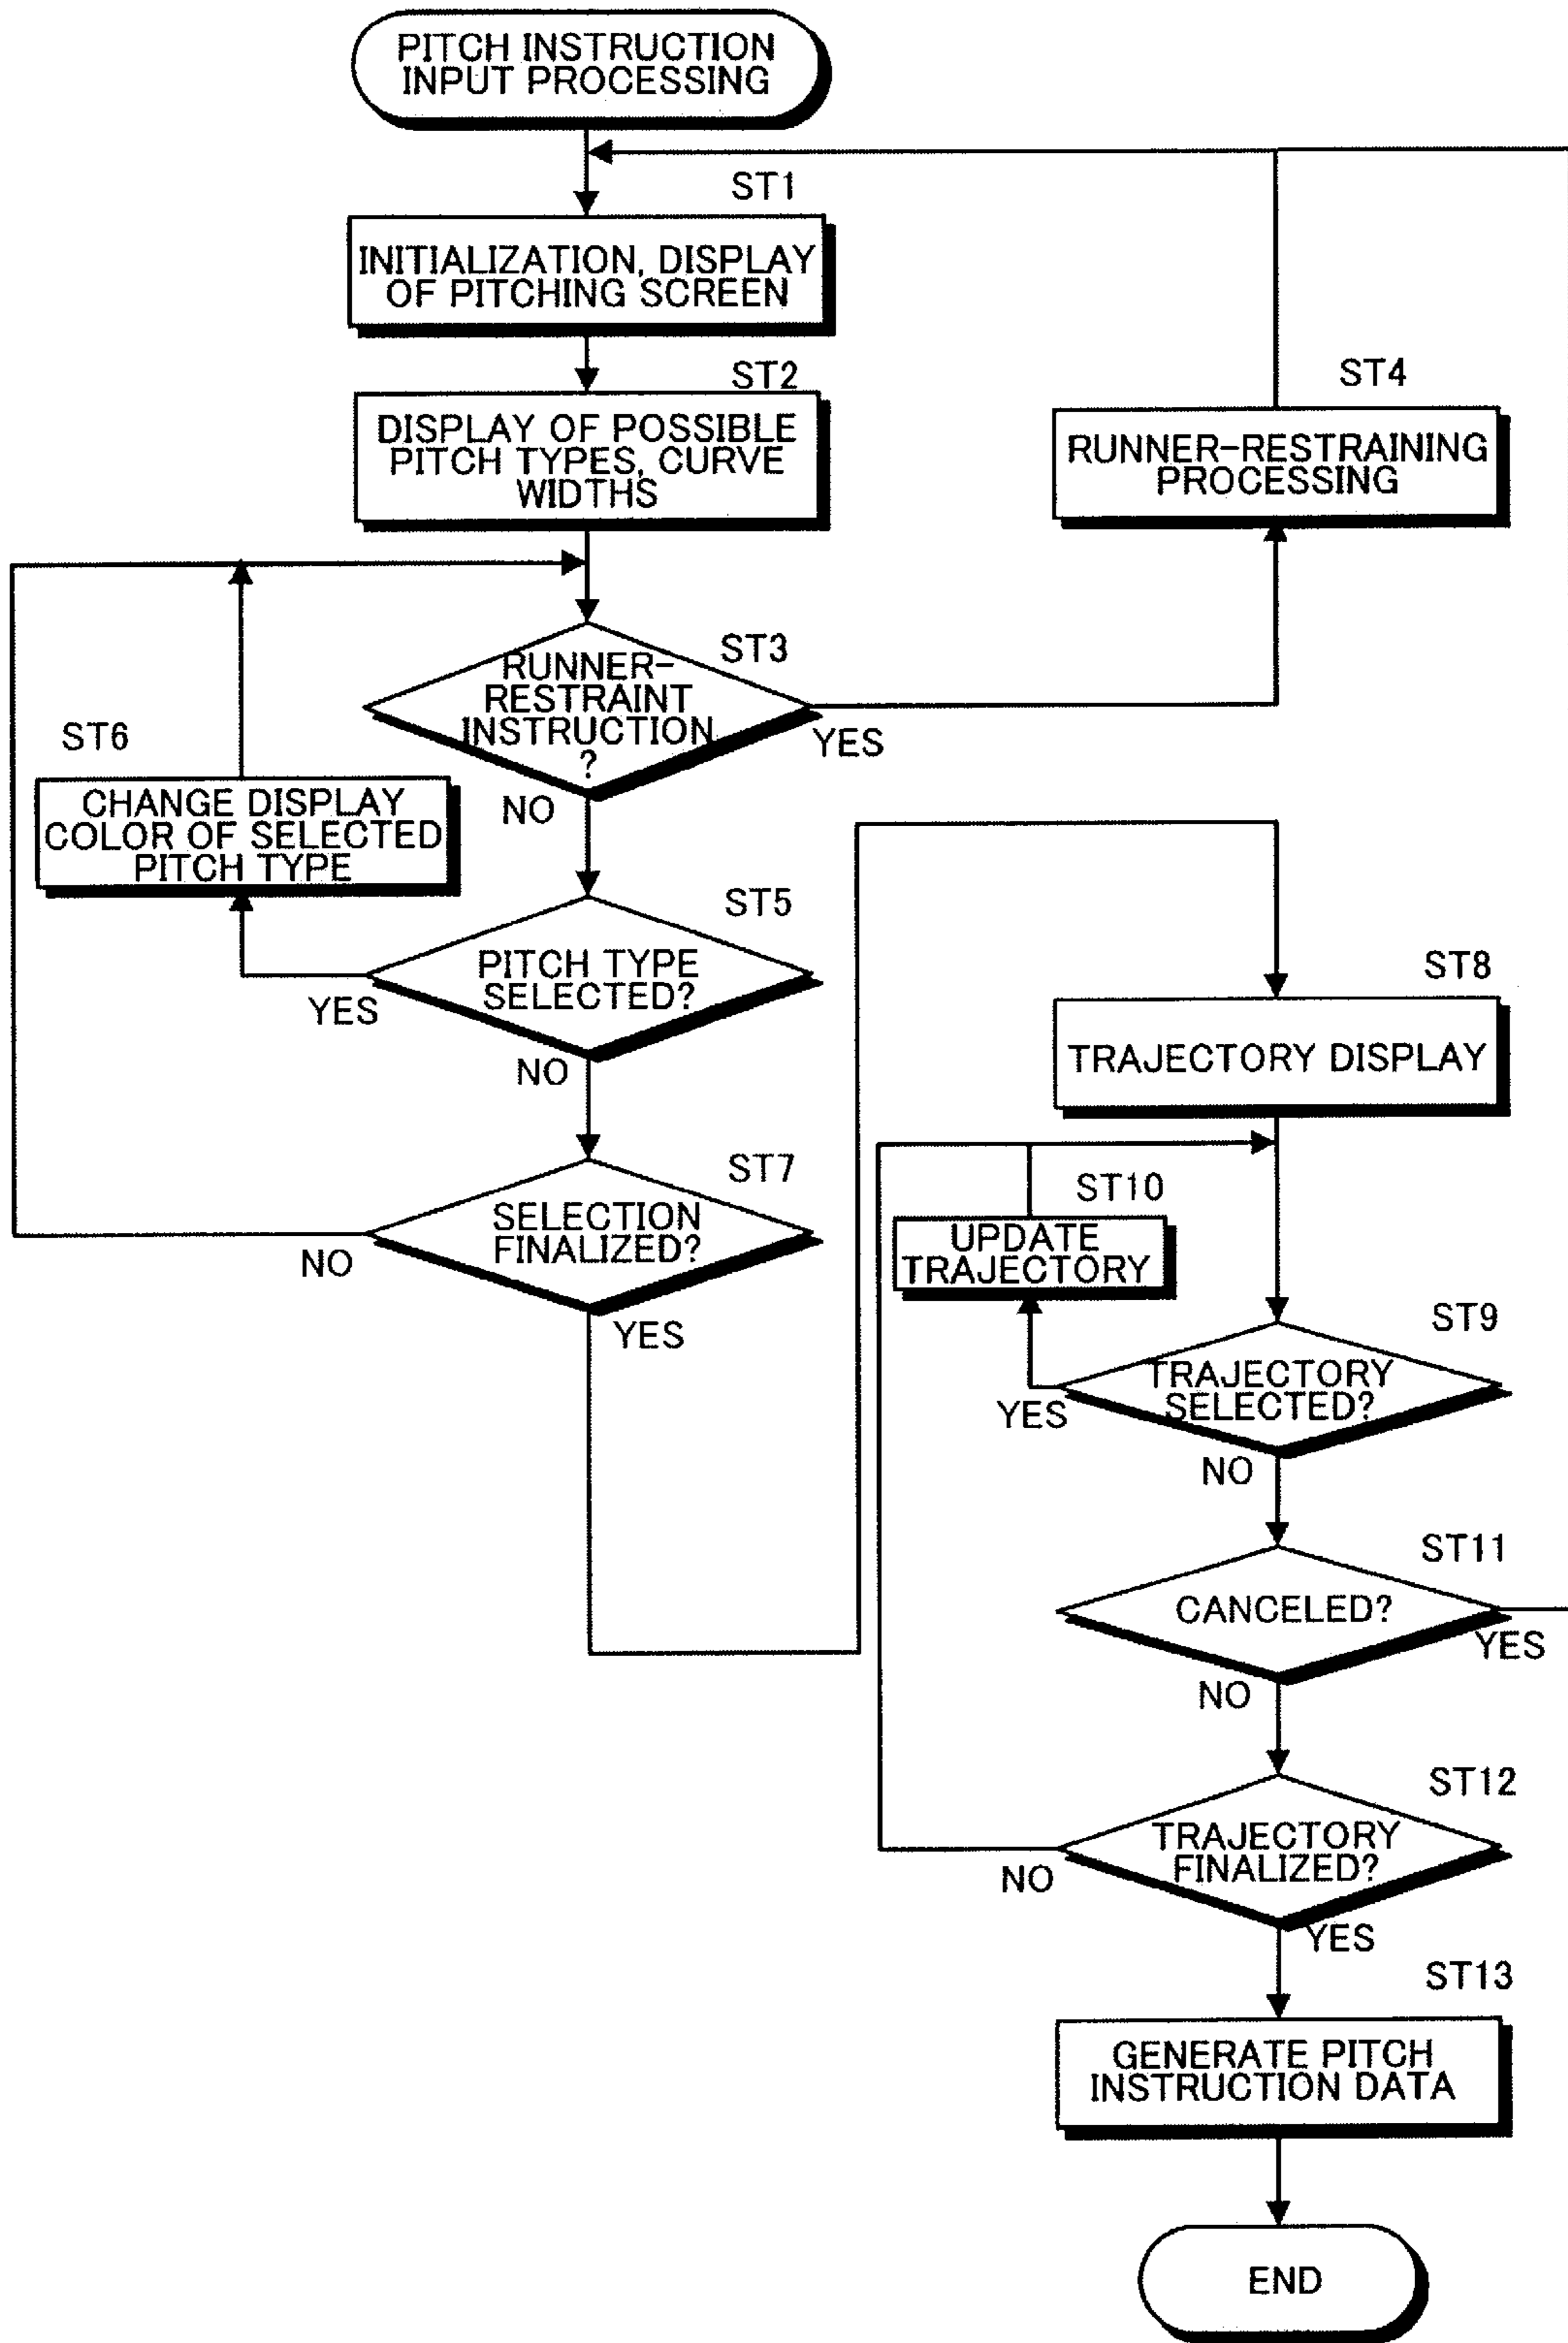 PITCH INSTRUCTION
INPUT PROCESSING
ST1
INITIALIZATION, DISPLAY
OF PITCHING SCREEN
ST2
DISPLAY OF POSSIBLE
PITCH TYPES, CURVE
WIDTHS
ST4
RUNNER-RESTRAINING
PROCESSING
ST3
RUNNER-
RESTRAINT
INSTRUCTION
?
YES
NO
ST6
CHANGE DISPLAY
COLOR OF SELECTED
PITCH TYPE
ST5
PITCH TYPE
SELECTED?
YES
NO
ST7
SELECTION
FINALIZED?
NO
YES
ST8
TRAJECTORY DISPLAY
ST10
UPDATE
TRAJECTORY
ST9
TRAJECTORY
SELECTED?
YES
NO
ST11
CANCELED?
YES
NO
ST12
TRAJECTORY
FINALIZED?
NO
YES
ST13
GENERATE PITCH
INSTRUCTION DATA
END